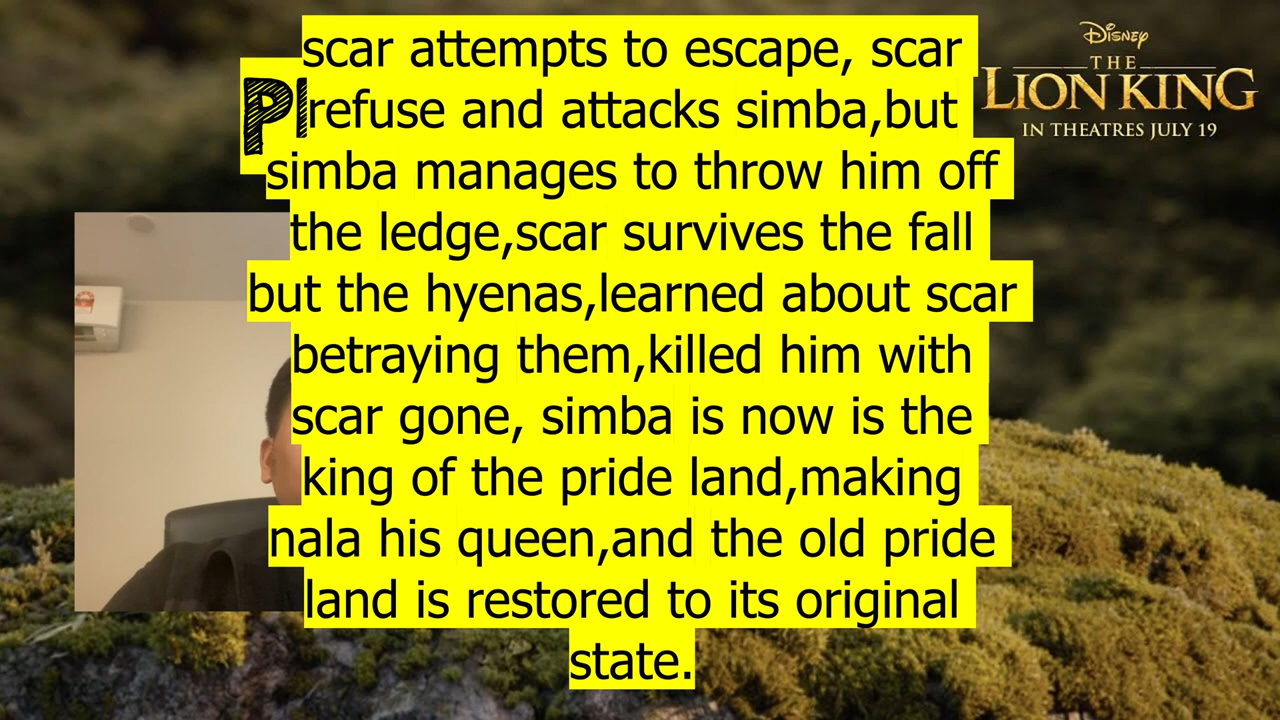 scar attempts to escape, scar
refuse and attacks simba,but
simba manages to throw him off
the ledge,scar survives the fall
but the hyenas,learned about scar
betraying them,killed him with
scar gone, simba is now is the
king of the pride land,making
nala his queen,and the old pride
land is restored to its original
state.
Disney
THE
LION KING
IN THEATRES JULY 19